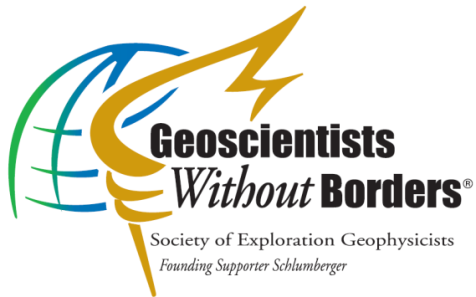 Geoscientists
Without Borders®
Society of Exploration Geophysicists
Founding Supporter Schlumberger